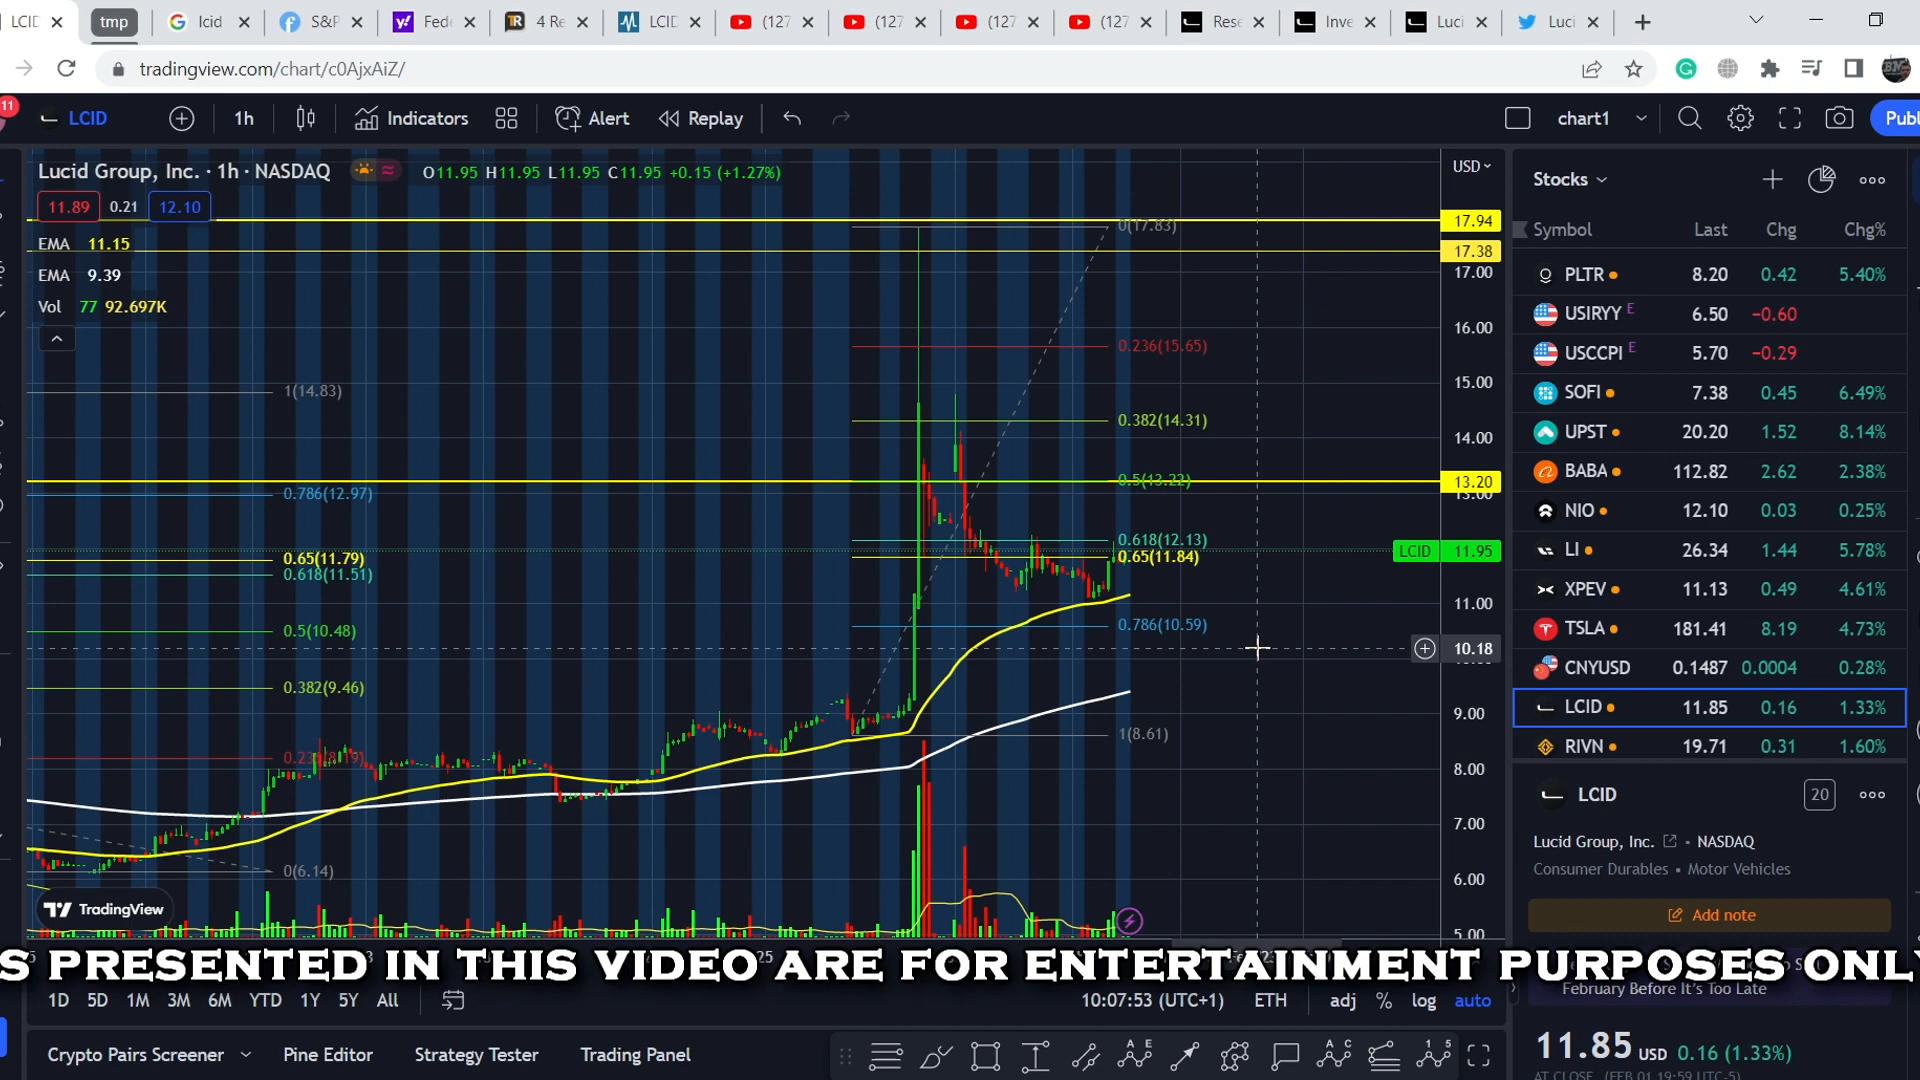 LCID
tmp
lcid
S&P
Fede
4 Re
LCID
(127
(127
(127
(127
Rese
Inve
Luci
Luci
tradingview.com/chart/c0AjxAiZ/
11
LCID
1h
Indicators
Alert
Replay
chart1
Publ
Lucid Group, Inc. · 1h · NASDAQ
O11.95 H11.95 L11.95 C11.95 +0.15 (+1.27%)
11.89 0.21 12.10
EMA 11.15
EMA 9.39
Vol 77 92.697K
1(14.83)
0.786(12.97)
0.65(11.79)
0.618(11.51)
0.5(10.48)
0.382(9.46)
0(6.14)
0(17.83)
0.236(15.65)
0.382(14.31)
0.5(13.22)
0.618(12.13)
0.65(11.84)
0.786(10.59)
1(8.61)
USD
17.94
17.38
17.00
16.00
15.00
14.00
13.20
13.00
LCID 11.95
11.00
10.18
9.00
8.00
7.00
6.00
5.00
TradingView
Stocks
Symbol Last Chg Chg%
PLTR 8.20 0.42 5.40%
USIRYY E 6.50 −0.60
USCCPI E 5.70 −0.29
SOFI 7.38 0.45 6.49%
UPST 20.20 1.52 8.14%
BABA 112.82 2.62 2.38%
NIO 12.10 0.03 0.25%
LI 26.34 1.44 5.78%
XPEV 11.13 0.49 4.61%
TSLA 181.41 8.19 4.73%
CNYUSD 0.1487 0.0004 0.28%
LCID 11.85 0.16 1.33%
RIVN 19.71 0.31 1.60%
LCID
20
Lucid Group, Inc. • NASDAQ
Consumer Durables • Motor Vehicles
Add note
February Before It's Too Late
11.85 USD 0.16 (1.33%)
AT CLOSE (FEB 01 19:59 UTC-5)
S PRESENTED IN THIS VIDEO ARE FOR ENTERTAINMENT PURPOSES ONLY
1D 5D 1M 3M 6M YTD 1Y 5Y All
10:07:53 (UTC+1) ETH adj % log auto
Crypto Pairs Screener Pine Editor Strategy Tester Trading Panel